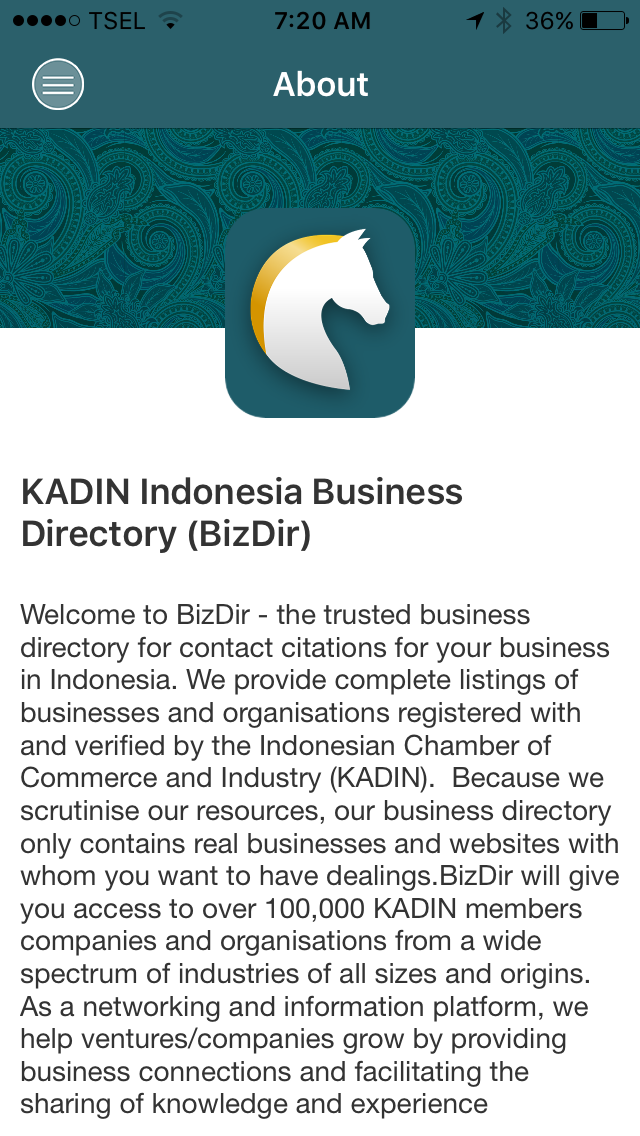 TSEL 7:20 AM 36%
About
KADIN Indonesia Business
Directory (BizDir)
Welcome to BizDir - the trusted business
directory for contact citations for your business
in Indonesia. We provide complete listings of
businesses and organisations registered with
and verified by the Indonesian Chamber of
Commerce and Industry (KADIN).  Because we
scrutinise our resources, our business directory
only contains real businesses and websites with
whom you want to have dealings.BizDir will give
you access to over 100,000 KADIN members
companies and organisations from a wide
spectrum of industries of all sizes and origins.
As a networking and information platform, we
help ventures/companies grow by providing
business connections and facilitating the
sharing of knowledge and experience